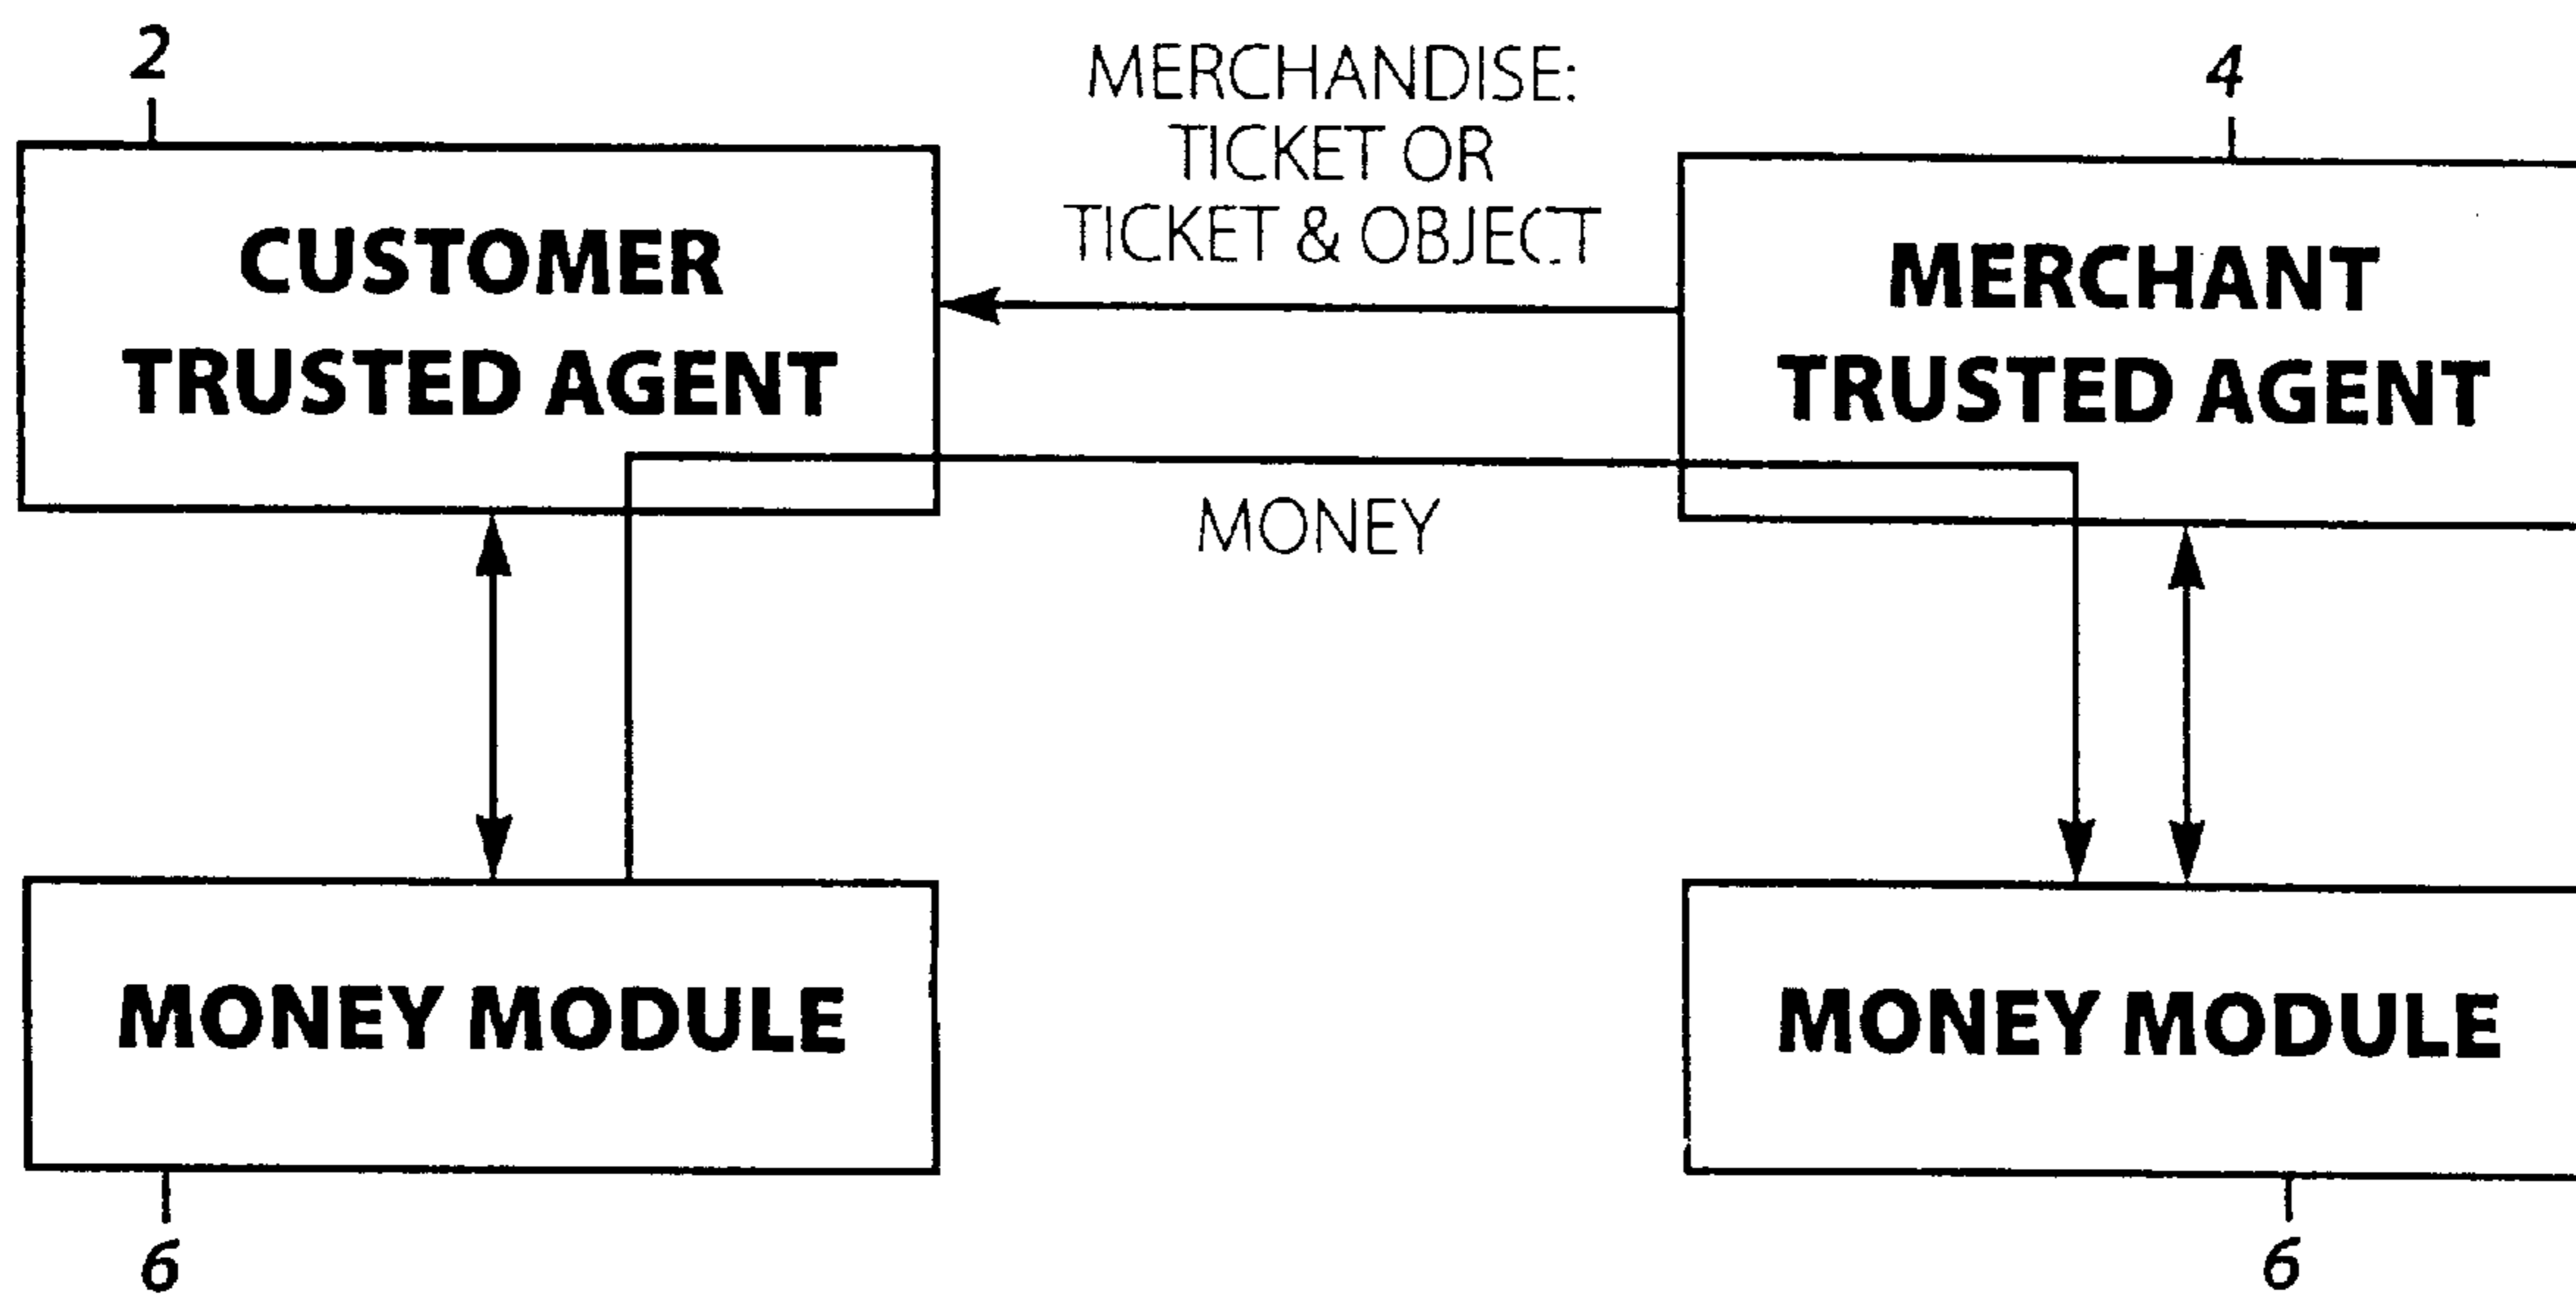 2
MERCHANDISE:
TICKET OR
TICKET & OBJECT
4
CUSTOMER
TRUSTED AGENT
MERCHANT
TRUSTED AGENT
MONEY
MONEY MODULE
MONEY MODULE
6
6